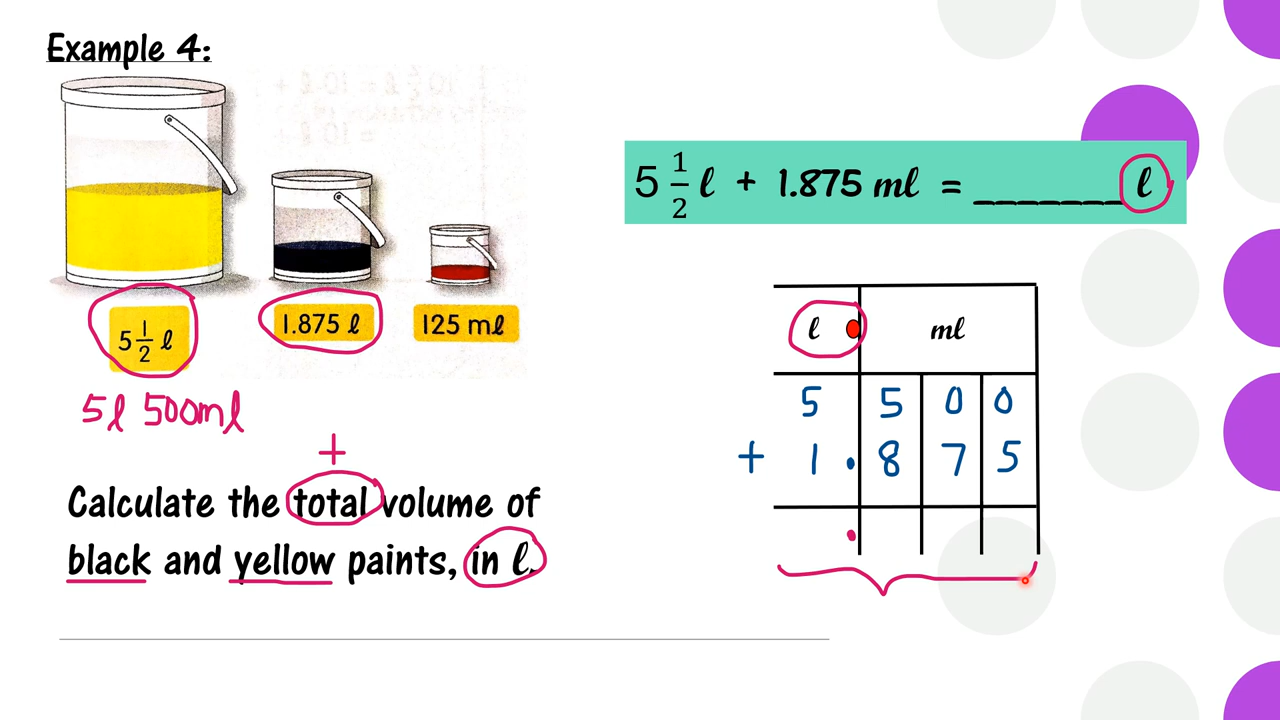 Example 4:
5 1/2 l + 1.875 ml = _______ l
5 1/2 l
1.875 l
125 ml
5l 500ml
+
Calculate the total volume of
black and yellow paints, in l.
l . ml
5 5 0 0
+ 1 . 8 7 5
.